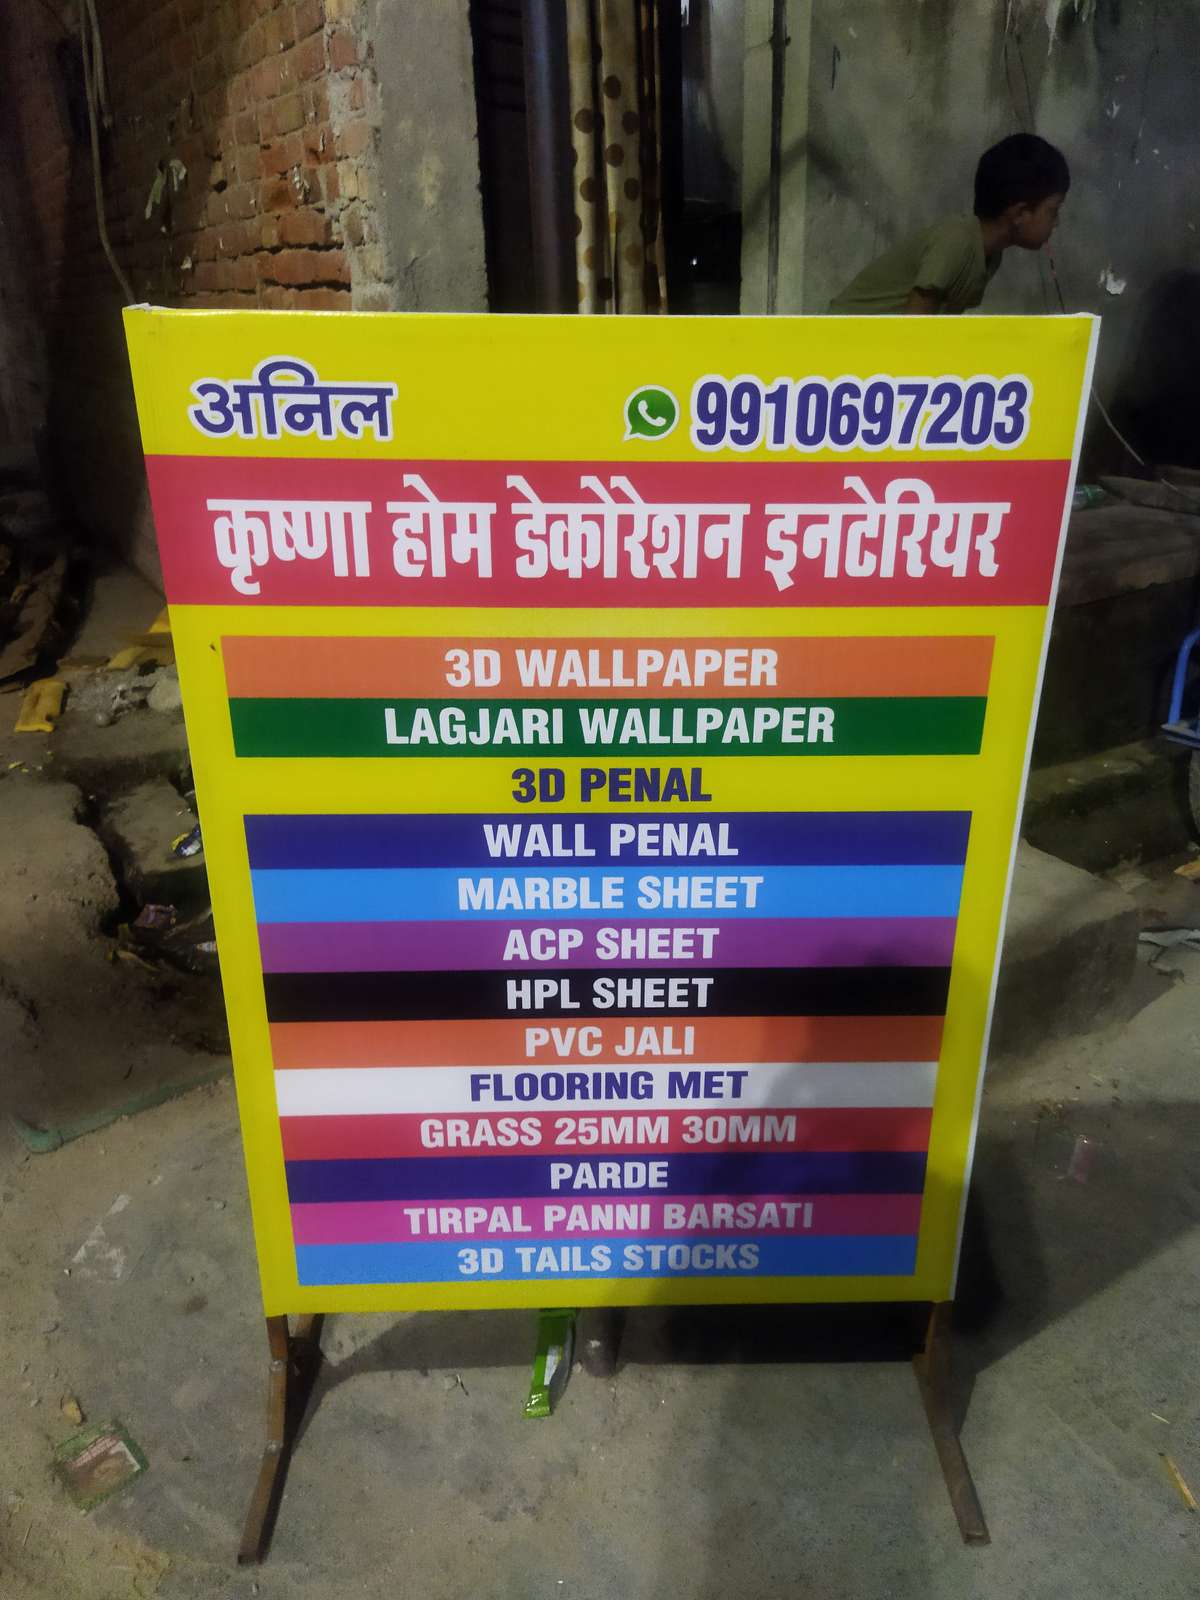 अनिल 9910697203
कृष्णा होम डेकोरेशन इनटेरियर
3D WALLPAPER
LAGJARI WALLPAPER
3D PENAL
WALL PENAL
MARBLE SHEET
ACP SHEET
HPL SHEET
PVC JALI
FLOORING MET
GRASS 25MM 30MM
PARDE
TIRPAL PANNI BARSATI
3D TAILS STOCKS